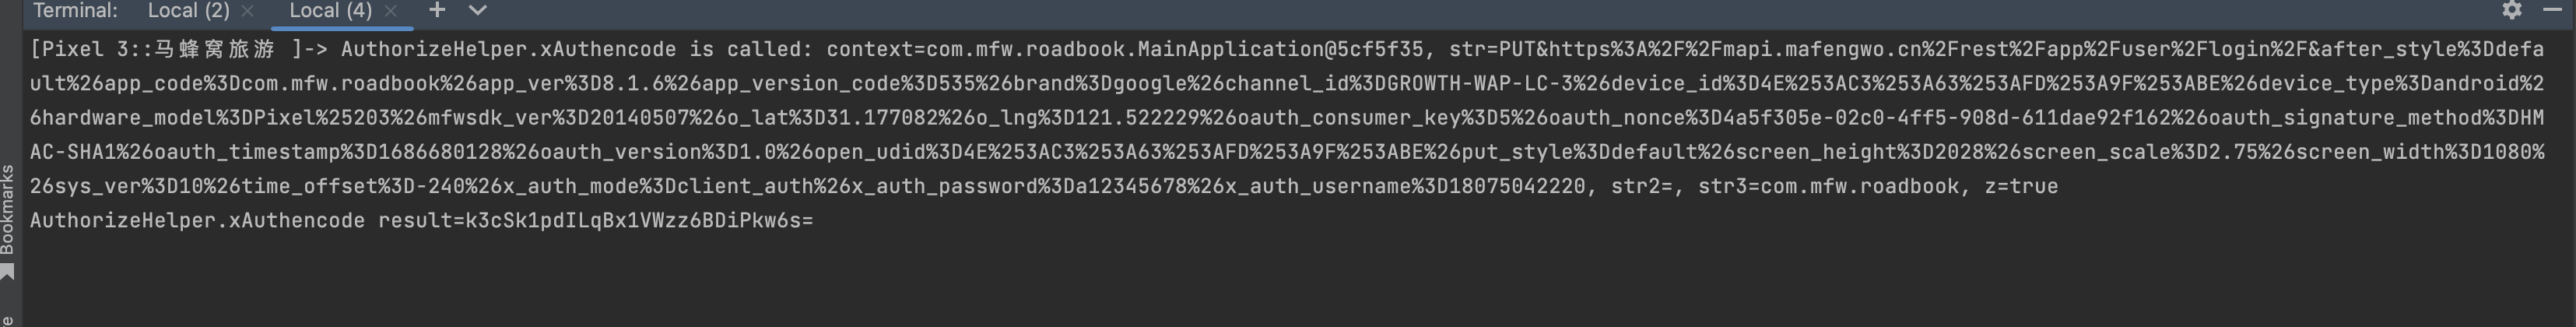 Terminal: Local (2) × Local (4) ×
[Pixel 3::马蜂窝旅游 ]-> AuthorizeHelper.xAuthencode is called: context=com.mfw.roadbook.MainApplication@5cf5f35, str=PUT&https%3A%2F%2Fmapi.mafengwo.cn%2Frest%2Fapp%2Fuser%2Flogin%2F&after_style%3Ddefa
ult%26app_code%3Dcom.mfw.roadbook%26app_ver%3D8.1.6%26app_version_code%3D535%26brand%3Dgoogle%26channel_id%3DGROWTH-WAP-LC-3%26device_id%3D4E%253AC3%253A63%253AFD%253A9F%253ABE%26device_type%3Dandroid%2
6hardware_model%3DPixel%25203%26mfwsdk_ver%3D20140507%26o_lat%3D31.177082%26o_lng%3D121.522229%26oauth_consumer_key%3D5%26oauth_nonce%3D4a5f305e-02c0-4ff5-908d-611dae92f162%26oauth_signature_method%3DHM
AC-SHA1%26oauth_timestamp%3D1686680128%26oauth_version%3D1.0%26open_udid%3D4E%253AC3%253A63%253AFD%253A9F%253ABE%26put_style%3Ddefault%26screen_height%3D2028%26screen_scale%3D2.75%26screen_width%3D1080%
26sys_ver%3D10%26time_offset%3D-240%26x_auth_mode%3Dclient_auth%26x_auth_password%3Da12345678%26x_auth_username%3D18075042220, str2=, str3=com.mfw.roadbook, z=true
AuthorizeHelper.xAuthencode result=k3cSk1pdILqBx1VWzz6BDiPkw6s=
Bookmarks